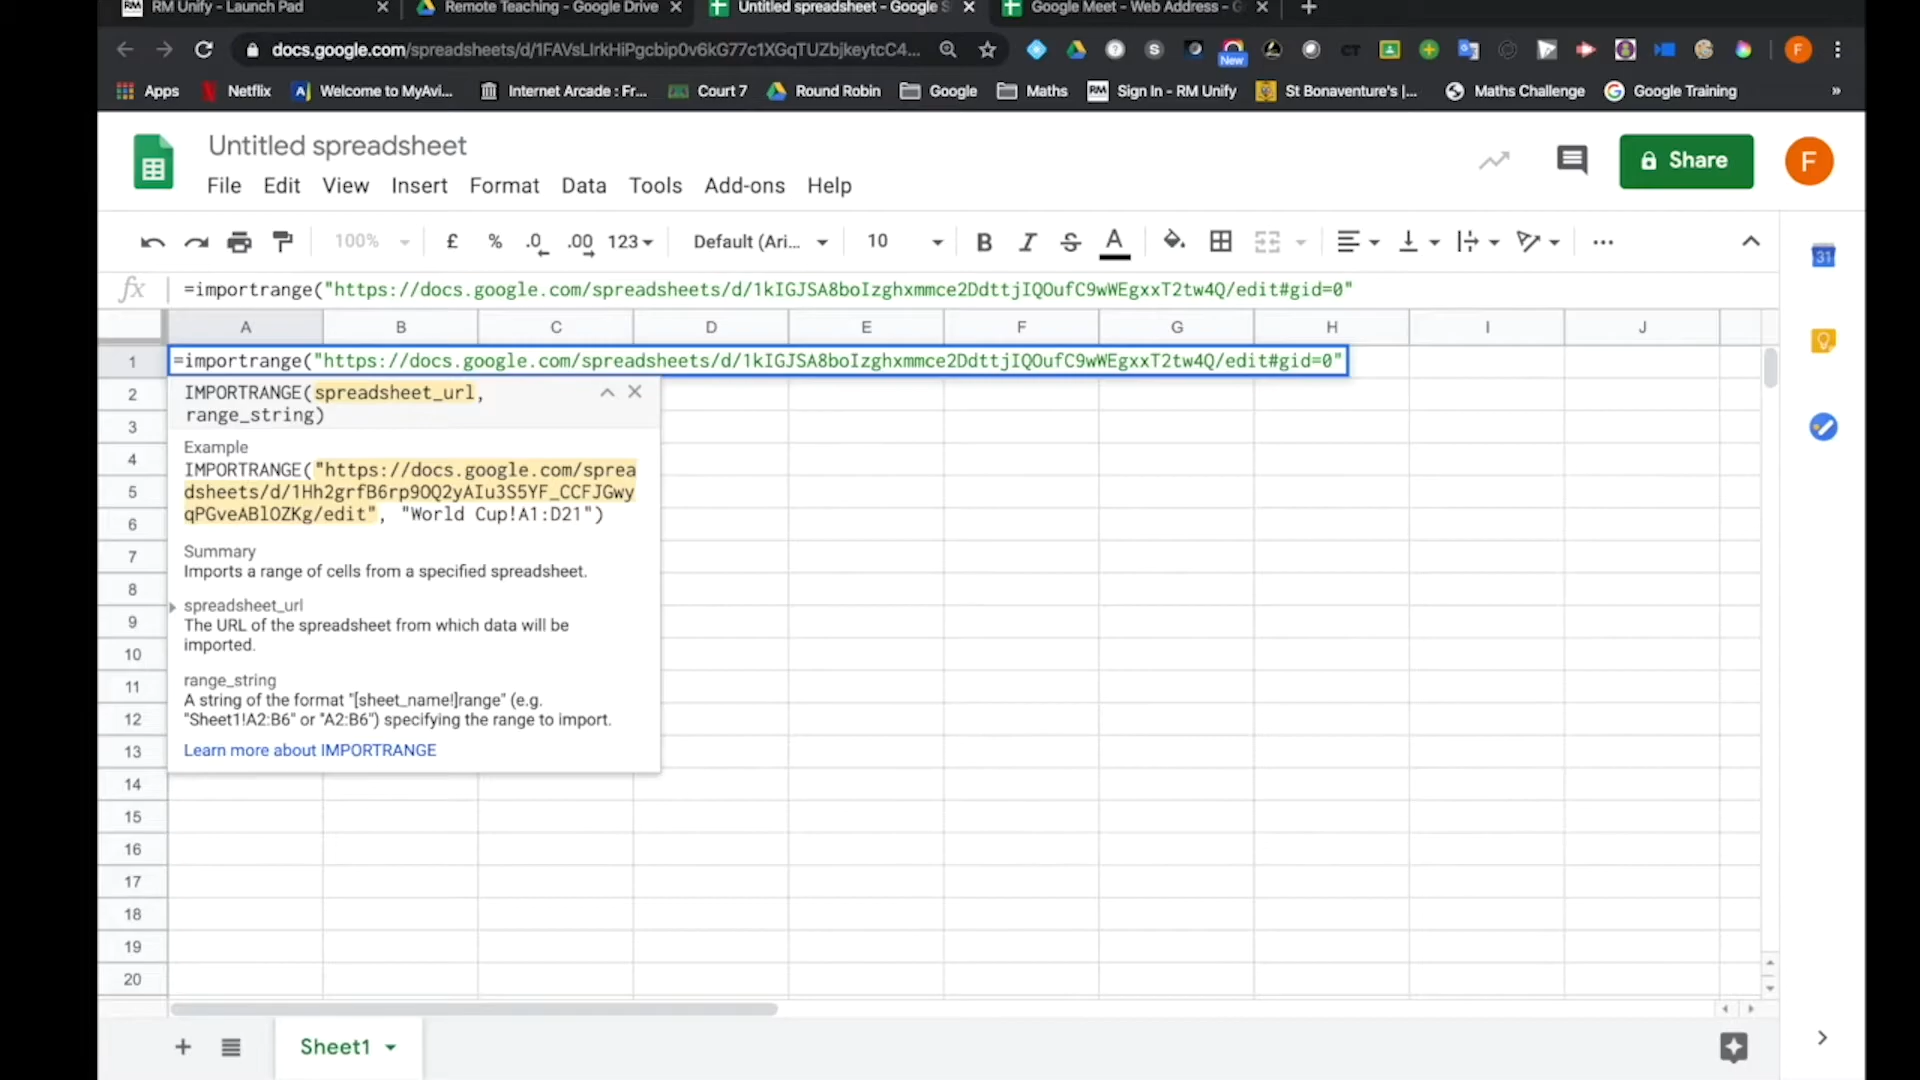 RM Unify - Launch Pad
Remote Teaching - Google Drive
Untitled spreadsheet - Google S
Google Meet - Web Address - G
docs.google.com/spreadsheets/d/1FAVsLIrkHiPgcbip0v6kG77c1XGqTUZbjkeytcC4...
New
F
Apps
Netflix
Welcome to MyAvi...
Internet Arcade : Fr...
Court 7
Round Robin
Google
Maths
Sign In - RM Unify
St Bonaventure's |...
Maths Challenge
Google Training
»
Untitled spreadsheet
File Edit View Insert Format Data Tools Add-ons Help
Share
F
100% £ % .0 .00 123 Default (Ari... 10 B I S A ...
31
fx =importrange("https://docs.google.com/spreadsheets/d/1kIGJSA8boIzghxmmce2DdttjIQOufC9wWEgxxT2tw4Q/edit#gid=0"
A B C D E F G H I J
1 =importrange("https://docs.google.com/spreadsheets/d/1kIGJSA8boIzghxmmce2DdttjIQOufC9wWEgxxT2tw4Q/edit#gid=0"
2
3
4
5
6
7
8
9
10
11
12
13
14
15
16
17
18
19
20
IMPORTRANGE(spreadsheet_url,
range_string)
Example
IMPORTRANGE("https://docs.google.com/sprea
dsheets/d/1Hh2grfB6rp9OQ2yAIu3S5YF_CCFJGwy
qPGveABlOZKg/edit", "World Cup!A1:D21")
Summary
Imports a range of cells from a specified spreadsheet.
spreadsheet_url
The URL of the spreadsheet from which data will be
imported.
range_string
A string of the format "[sheet_name!]range" (e.g.
"Sheet1!A2:B6" or "A2:B6") specifying the range to import.
Learn more about IMPORTRANGE
Sheet1